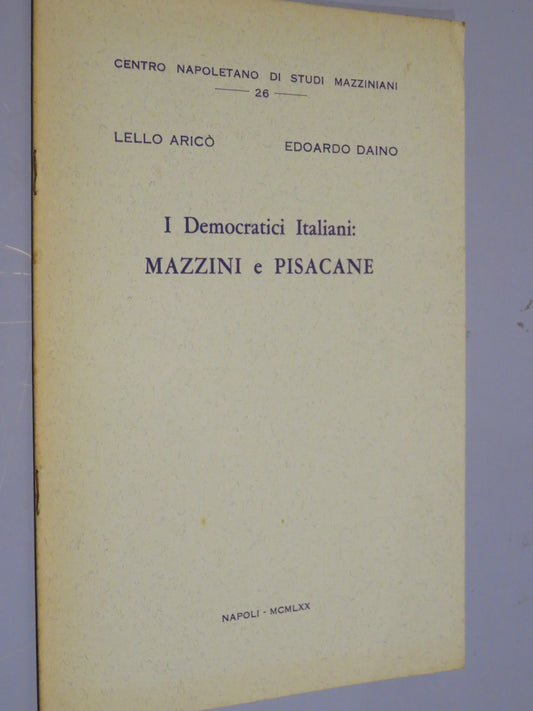 CENTRO NAPOLETANO DI STUDI MAZZINIANI
26
LELLO ARICÒ EDOARDO DAINO
I Democratici Italiani:
MAZZINI e PISACANE
NAPOLI - MCMLXX